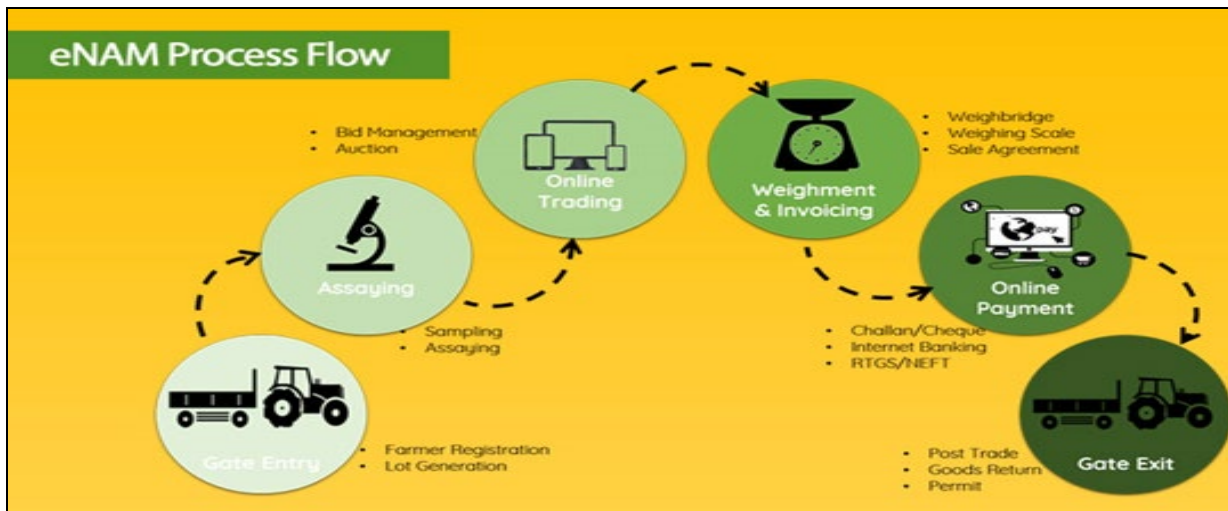 eNAM Process Flow
• Bid Management
• Auction
Online
Trading
Weighment
& Invoicing
• Weighbridge
• Weighing Scale
• Sale Agreement
Assaying
• Sampling
• Assaying
pay
Online
Payment
• Challan/Cheque
• Internet Banking
• RTGS/NEFT
Gate Entry
• Farmer Registration
• Lot Generation
• Post Trade
• Goods Return
• Permit
Gate Exit